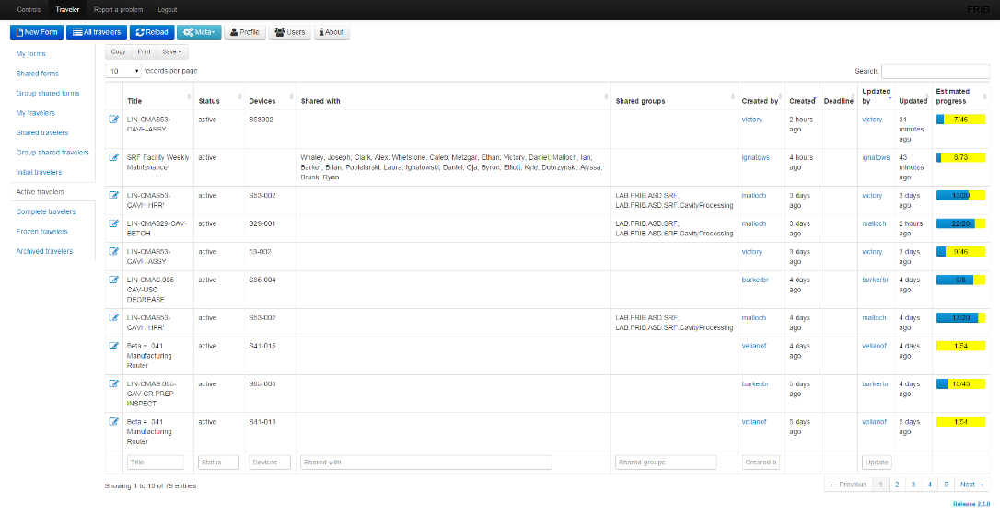 Controls Traveler Report a problem Logout FRIB
New Form All travelers Reload Meta Profile Users About
My forms
Shared forms
Group shared forms
My travelers
Shared travelers
Group shared travelers
Initial travelers
Active travelers
Complete travelers
Frozen travelers
Archived travelers
Copy Print Save
10 records per page Search:
Title Status Devices Shared with Shared groups Created by Created Deadline Updated by Updated Estimated progress
LIN-CMAS53- active S53002 victory 2 hours victory 31 7/46
CAVH-ASSY ago minutes
ago
SRF Facility Weekly active Whaley, Joseph; Clark, Alex; Whetstone, Caleb; Metzgar, Ethan; Victory, Daniel; Malloch, Ian; ignatows 4 hours ignatows 43 8/73
Maintenance Barker, Brian; Popielarski, Laura; Ignatowski, Daniel; Oja, Byron; Elliott, Kyle; Dobrzynski, Alyssa; ago minutes
Brunk, Ryan ago
LIN-CMAS53- active S53-002 LAB.FRIB.ASD.SRF; malloch 3 days victory 3 days 13/20
CAVH-HPR' LAB.FRIB.ASD.SRF.CavityProcessing ago ago
LIN-CMAS29-CAV- active S29-001 LAB.FRIB.ASD.SRF; malloch 3 days malloch 2 hours 22/28
BETCH LAB.FRIB.ASD.SRF.CavityProcessing ago ago
LIN-CMAS53- active 53-002 victory 3 days victory 3 days 9/46
CAVH-ASSY ago ago
LIN-CMAS.085- active S85-004 barkerbr 4 days barkerbr 4 days 6/8
CAV-USC ago ago
DEGREASE
LIN-CMAS53- active S53-002 LAB.FRIB.ASD.SRF; malloch 4 days malloch 4 days 17/20
CAVH-HPR' LAB.FRIB.ASD.SRF.CavityProcessing ago ago
Beta = .041 active S41-015 velianof 4 days velianof 4 days 1/54
Manufacturing ago ago
Router
LIN-CMAS.085- active S85-003 barkerbr 5 days barkerbr 4 days 10/43
CAV-CR PREP ago ago
INSPECT
Beta = .041 active S41-013 velianof 5 days velianof 5 days 1/54
Manufacturing ago ago
Router
Title Status Devices Shared with Shared groups Created b Update
Showing 1 to 10 of 79 entries ← Previous 1 2 3 4 5 Next →
Release 2.3.0